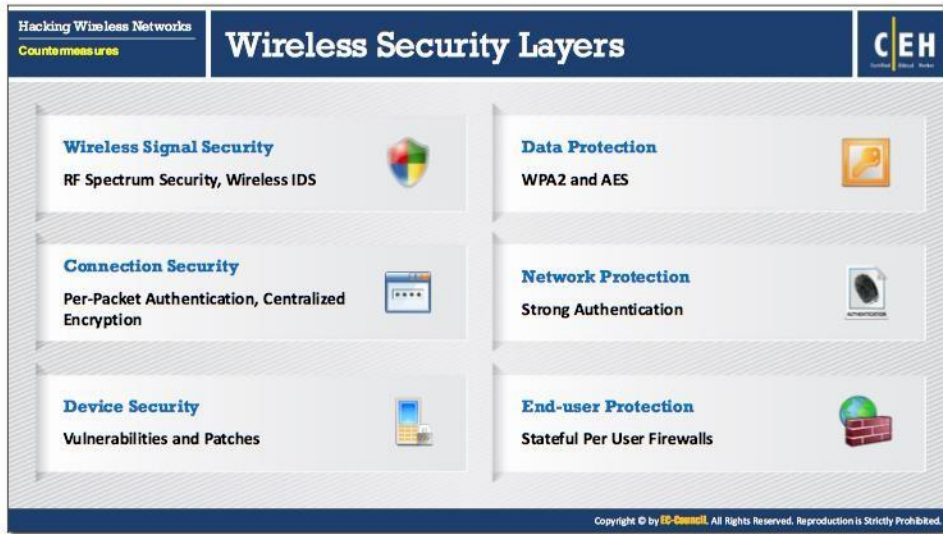 Hacking Wireless Networks
Countermeasures
Wireless Security Layers
CEH
Wireless Signal Security
RF Spectrum Security, Wireless IDS
Data Protection
WPA2 and AES
Connection Security
Per-Packet Authentication, Centralized
Encryption
Network Protection
Strong Authentication
AUTHENTICATION
Device Security
Vulnerabilities and Patches
End-user Protection
Stateful Per User Firewalls
Copyright © by EC-Council. All Rights Reserved. Reproduction is Strictly Prohibited.